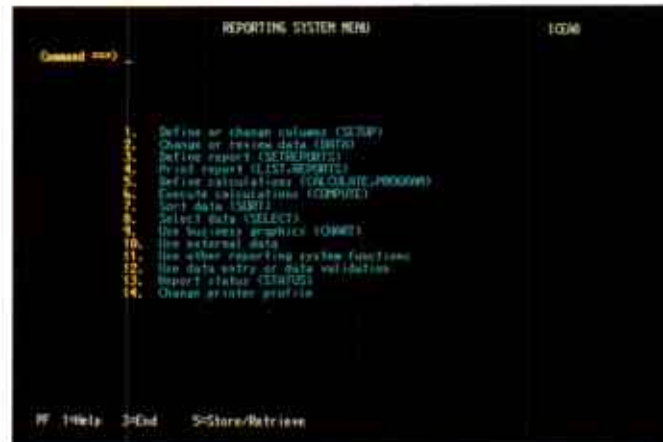 REPORTING SYSTEM MENU
Command ===> _
1. Define or change columns (SETUP)
2. Change or review data (DATA)
3. Define report (SETREPORTS)
4. Print report (LIST,REPORTS)
5. Define calculations (CALCULATE,PROGRAM)
6. Execute calculations (COMPUTE)
7. Sort data (SORT)
8. Select data (SELECT)
9. Use business graphics (CHART)
10. Use external data
11. Use other reporting system functions
12. Use data entry or data validation
13. Report status (STATUS)
14. Change printer profile
PF 1=Help 3=End 5=Store/Retrieve